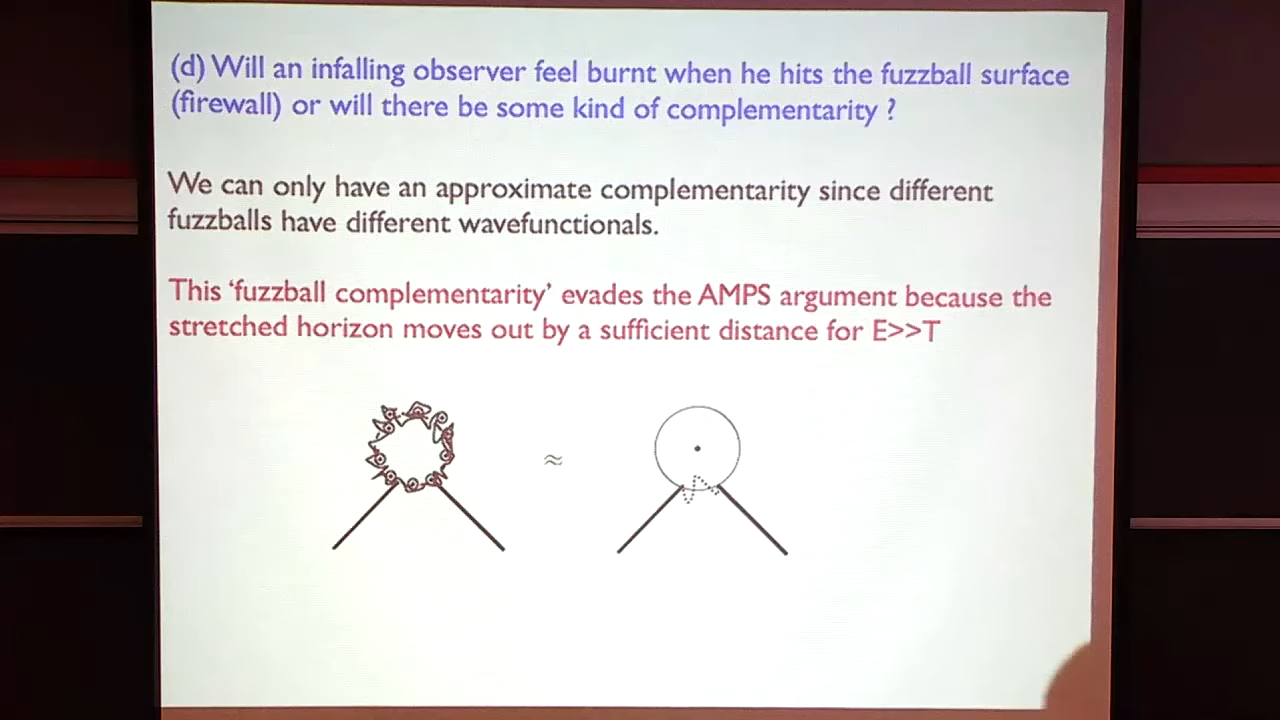 (d) Will an infalling observer feel burnt when he hits the fuzzball surface
(firewall) or will there be some kind of complementarity ?
We can only have an approximate complementarity since different
fuzzballs have different wavefunctionals.
This ‘fuzzball complementarity’ evades the AMPS argument because the
stretched horizon moves out by a sufficient distance for E>>T
≈